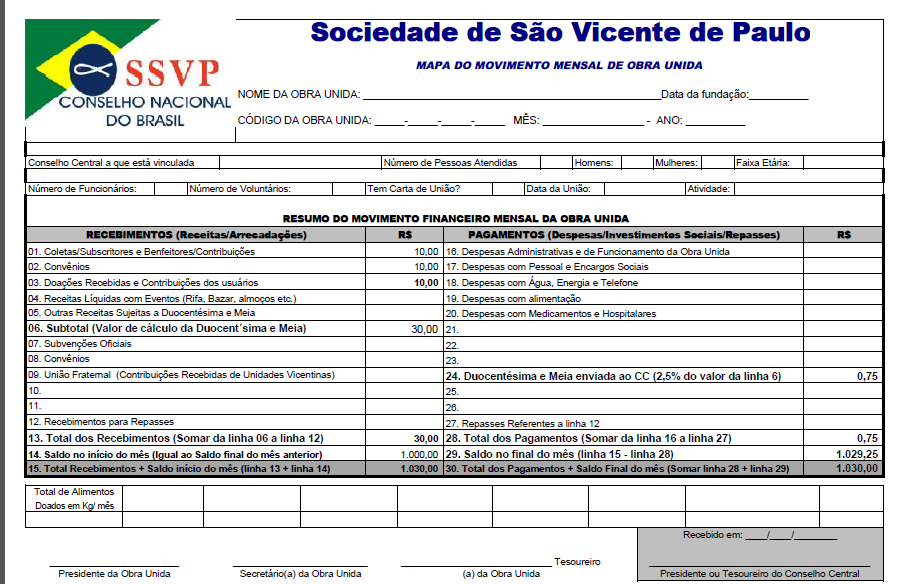 Sociedade de São Vicente de Paulo
MAPA DO MOVIMENTO MENSAL DE OBRA UNIDA
SSVP
CONSELHO NACIONAL
DO BRASIL
NOME DA OBRA UNIDA: ____________ Data da fundação: ____________
CÓDIGO DA OBRA UNIDA: _____-_____-_____-_____ MÊS: ____________ - ANO: ____________
Conselho Central a que está vinculada Número de Pessoas Atendidas Homens: Mulheres: Faixa Etária:
Número de Funcionários: Número de Voluntários: Tem Carta de União? Data da União: Atividade:
RESUMO DO MOVIMENTO FINANCEIRO MENSAL DA OBRA UNIDA
RECEBIMENTOS (Receitas/Arrecadações) R$ PAGAMENTOS (Despesas/Investimentos Sociais/Repasses) R$
01. Coletas/Subscritores e Benfeitores/Contribuições 10,00 16. Despesas Administrativas e de Funcionamento da Obra Unida
02. Convênios 10,00 17. Despesas com Pessoal e Encargos Sociais
03. Doações Recebidas e Contribuições dos usuários 10,00 18. Despesas com Água, Energia e Telefone
04. Receitas Líquidas com Eventos (Rifa, Bazar, almoços etc.) 19. Despesas com alimentação
05. Outras Receitas Sujeitas a Duocentésima e Meia 20. Despesas com Medicamentos e Hospitalares
06. Subtotal (Valor de cálculo da Duocent´sima e Meia) 30,00 21.
07. Subvenções Oficiais 22.
08. Convênios 23.
09. União Fraternal (Contribuições Recebidas de Unidades Vicentinas) 24. Duocentésima e Meia enviada ao CC (2,5% do valor da linha 6) 0,75
10. 25.
11. 26.
12. Recebimentos para Repasses 27. Repasses Referentes a linha 12
13. Total dos Recebimentos (Somar da linha 06 a linha 12) 30,00 28. Total dos Pagamentos (Somar da linha 16 a linha 27) 0,75
14. Saldo no início do mês (Igual ao Saldo final do mês anterior) 1.000,00 29. Saldo no final do mês (linha 15 - linha 28) 1.029,25
15. Total Recebimentos + Saldo início do mês (linha 13 + linha 14) 1.030,00 30. Total dos Pagamentos + Saldo Final do mês (Somar linha 28 + linha 29) 1.030,00
Total de Alimentos
Doados em Kg/ mês
Recebido em: ____/____/________
Tesoureiro
Presidente da Obra Unida Secretário(a) da Obra Unida (a) da Obra Unida Presidente ou Tesoureiro do Conselho Central